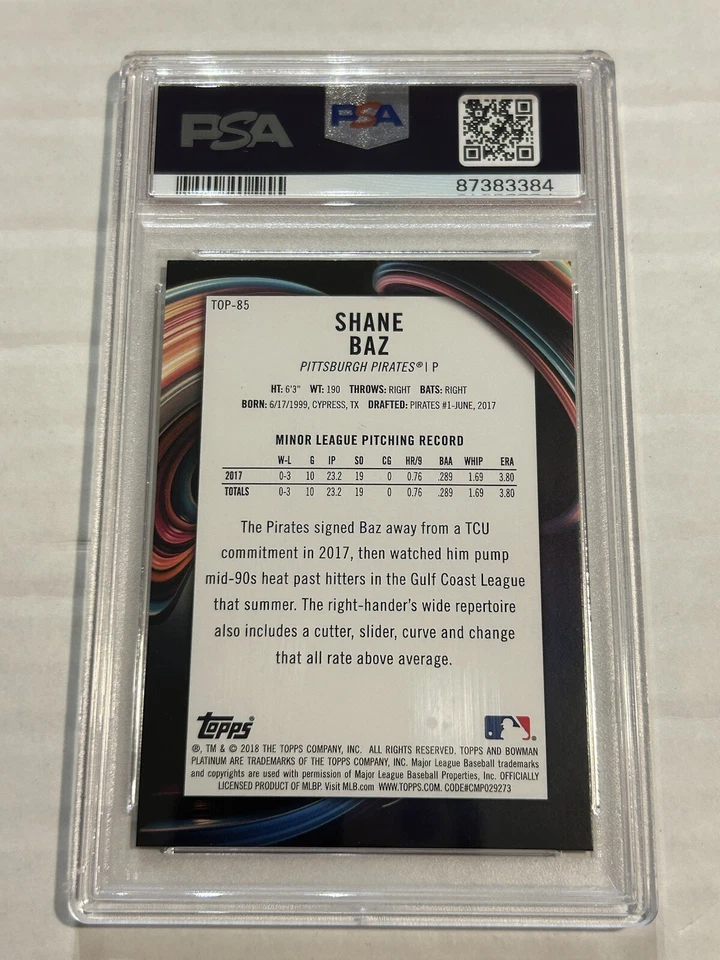 PSA PSA
87383384
TOP-85
SHANE
BAZ
PITTSBURGH PIRATES® | P
HT: 6'3" WT: 190 THROWS: RIGHT BATS: RIGHT
BORN: 6/17/1999, CYPRESS, TX DRAFTED: PIRATES #1-JUNE, 2017
MINOR LEAGUE PITCHING RECORD
W-L G IP SO CG HR/9 BAA WHIP ERA
2017 0-3 10 23.2 19 0 0.76 .289 1.69 3.80
TOTALS 0-3 10 23.2 19 0 0.76 .289 1.69 3.80
The Pirates signed Baz away from a TCU
commitment in 2017, then watched him pump
mid-90s heat past hitters in the Gulf Coast League
that summer. The right-hander's wide repertoire
also includes a cutter, slider, curve and change
that all rate above average.
Topps
®, TM & © 2018 THE TOPPS COMPANY, INC. ALL RIGHTS RESERVED. TOPPS AND BOWMAN
PLATINUM ARE TRADEMARKS OF THE TOPPS COMPANY, INC. Major League Baseball trademarks
and copyrights are used with permission of Major League Baseball Properties, Inc. OFFICIALLY
LICENSED PRODUCT OF MLBP. Visit MLB.com WWW.TOPPS.COM. CODE#CMP029273